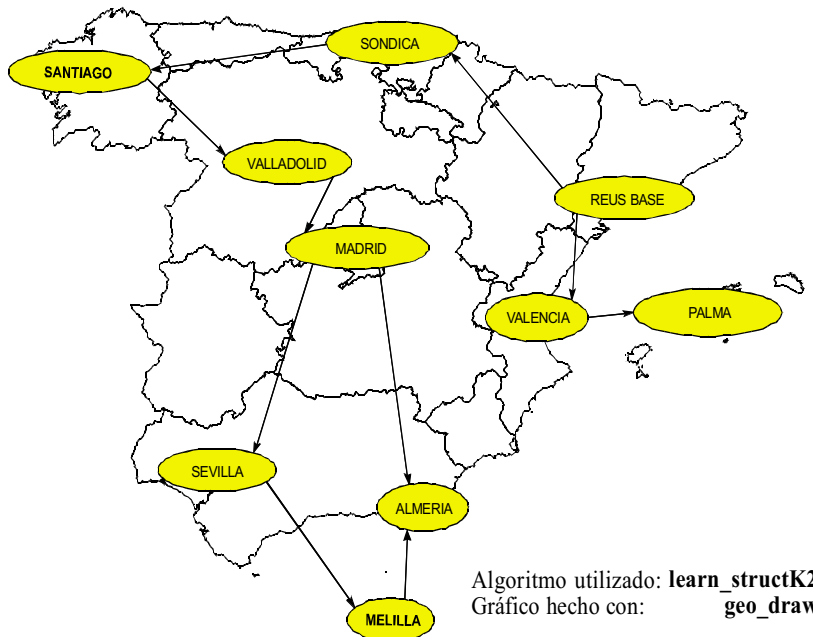 SONDICA
SANTIAGO
VALLADOLID
REUS BASE
MADRID
VALENCIA
PALMA
SEVILLA
ALMERIA
MELILLA
Algoritmo utilizado: learn_structK2
Gráfico hecho con: geo_draw